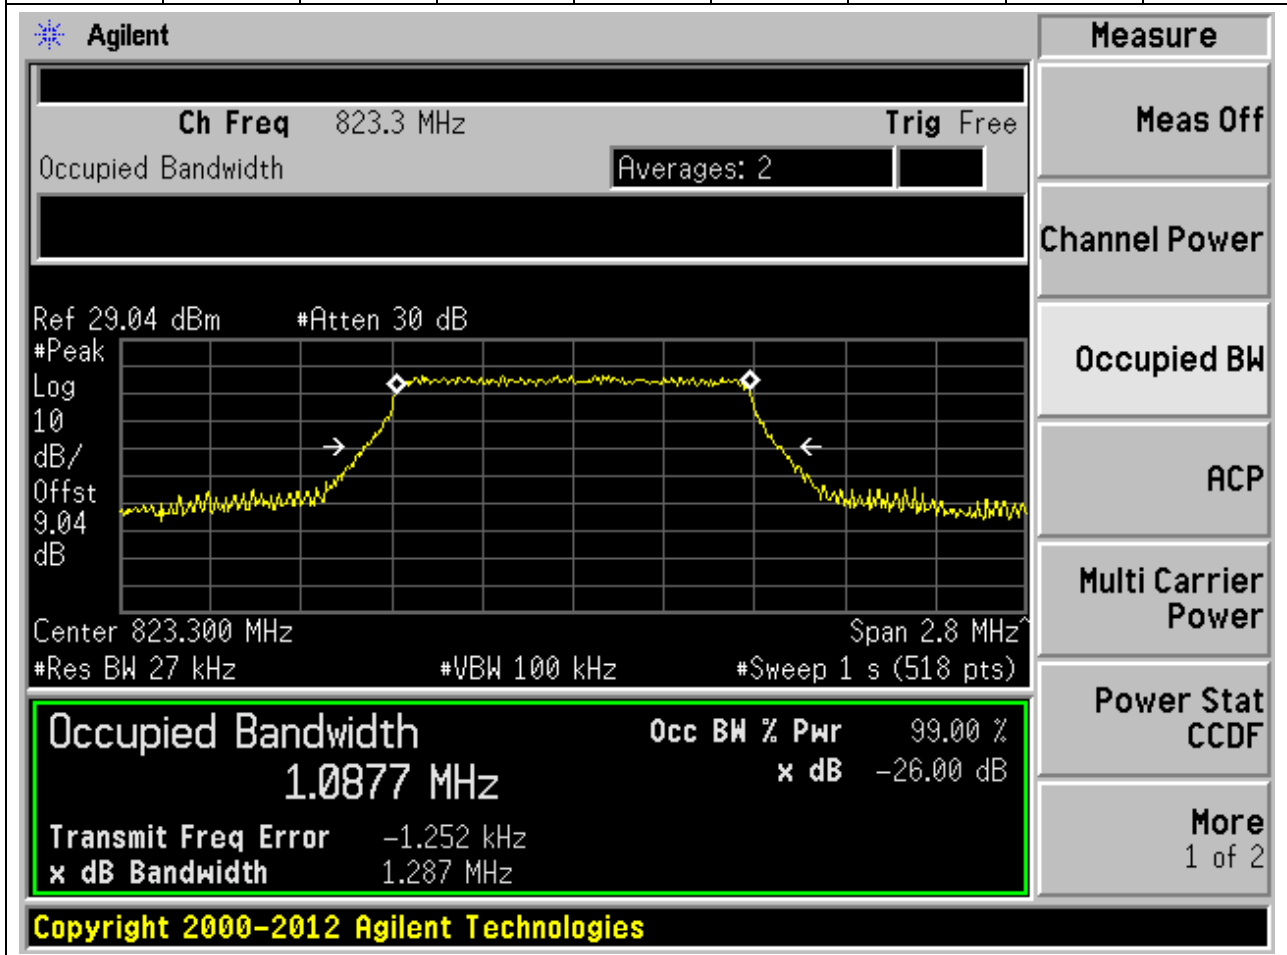 Agilent
Measure
Ch Freq 823.3 MHz Trig Free
Meas Off
Occupied Bandwidth Averages: 2
Channel Power
Ref 29.04 dBm #Atten 30 dB
#Peak
Log
10
dB/
Offst
9.04
dB
Occupied BW
ACP
Center 823.300 MHz Span 2.8 MHz^
#Res BW 27 kHz #VBW 100 kHz #Sweep 1 s (518 pts)
Multi Carrier
Power
Occupied Bandwidth Occ BW % Pwr 99.00 %
1.0877 MHz x dB -26.00 dB
Transmit Freq Error -1.252 kHz
x dB Bandwidth 1.287 MHz
Power Stat
CCDF
More
1 of 2
Copyright 2000-2012 Agilent Technologies